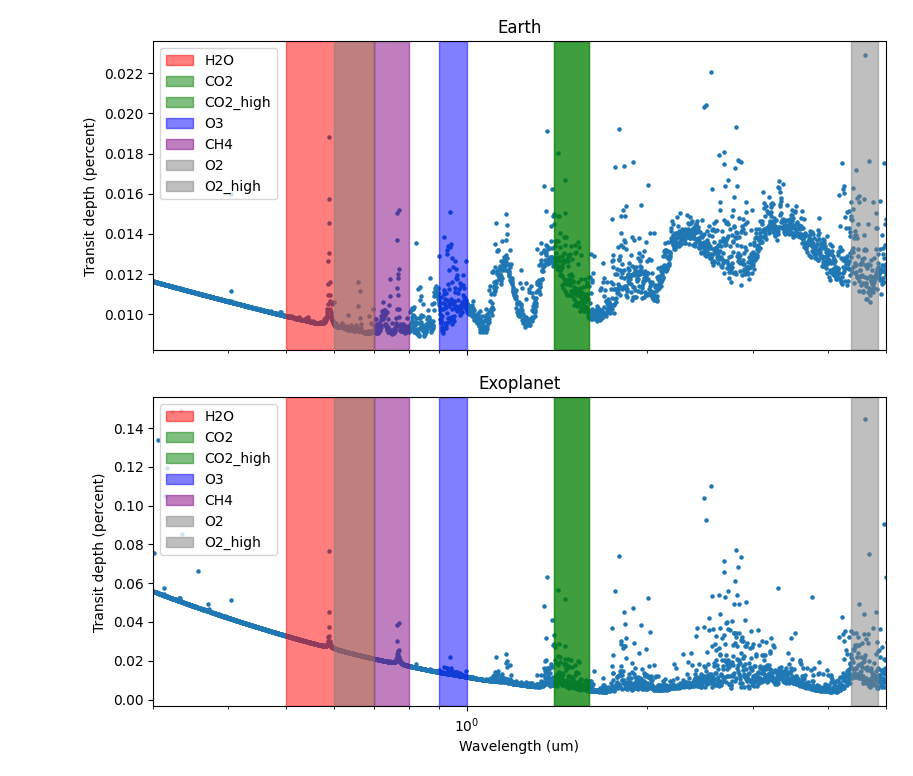 Earth
Transit depth (percent)
0.022
0.020
0.018
0.016
0.014
0.012
0.010
H2O
CO2
CO2_high
O3
CH4
O2
O2_high
Exoplanet
Transit depth (percent)
0.14
0.12
0.10
0.08
0.06
0.04
0.02
0.00
H2O
CO2
CO2_high
O3
CH4
O2
O2_high
10⁰
Wavelength (um)